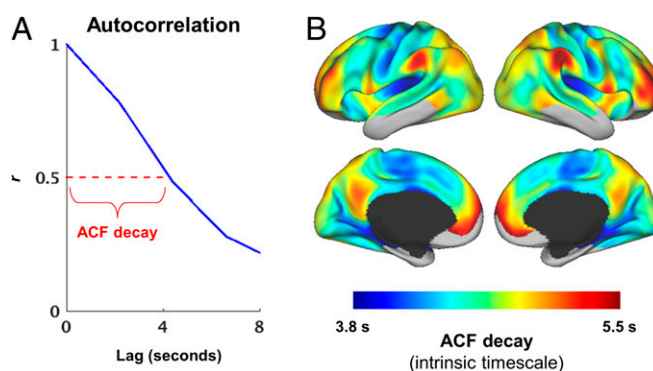 A
Autocorrelation
1
0.5
0
r
ACF decay
0
4
8
Lag (seconds)
B
3.8 s
5.5 s
ACF decay
(intrinsic timescale)